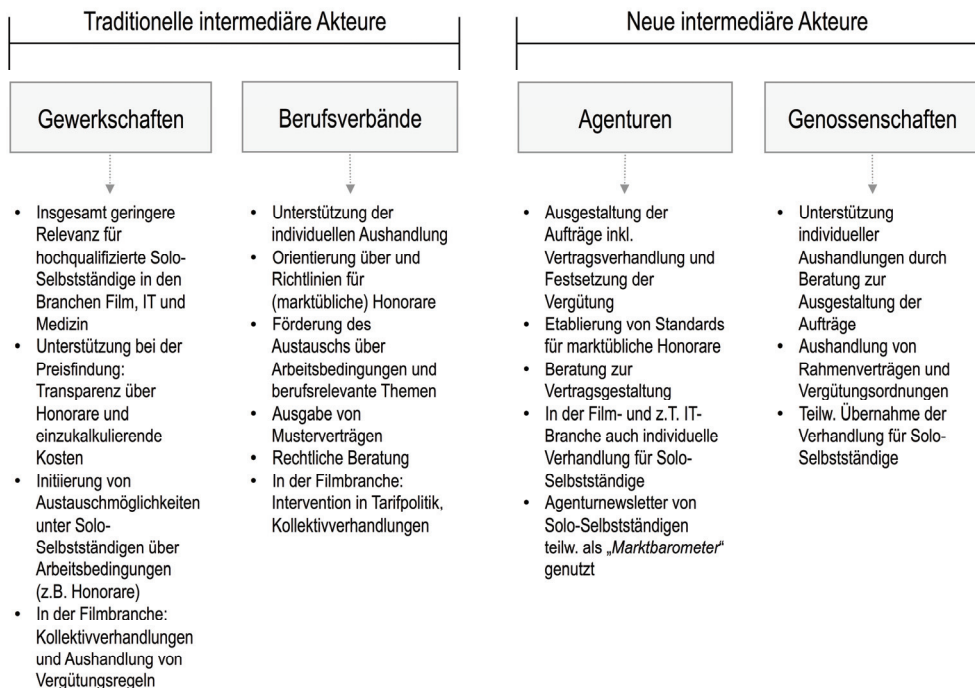 Traditionelle intermediäre Akteure
Neue intermediäre Akteure
Gewerkschaften
• Insgesamt geringere
Relevanz für
hochqualifizierte Solo-
Selbstständige in den
Branchen Film, IT und
Medizin
• Unterstützung bei der
Preisfindung:
Transparenz über
Honorare und
einzukalkulierende
Kosten
• Initiierung von
Austauschmöglichkeiten
unter Solo-
Selbstständigen über
Arbeitsbedingungen
(z.B. Honorare)
• In der Filmbranche:
Kollektivverhandlungen
und Aushandlung von
Vergütungsregeln
Berufsverbände
• Unterstützung der
individuellen Aushandlung
• Orientierung über und
Richtlinien für
(marktübliche) Honorare
• Förderung des
Austauschs über
Arbeitsbedingungen und
berufsrelevante Themen
• Ausgabe von
Musterverträgen
• Rechtliche Beratung
• In der Filmbranche:
Intervention in Tarifpolitik,
Kollektivverhandlungen
Agenturen
• Ausgestaltung der
Aufträge inkl.
Vertragsverhandlung und
Festsetzung der
Vergütung
• Etablierung von Standards
für marktübliche Honorare
• Beratung zur
Vertragsgestaltung
• In der Film- und z.T. IT-
Branche auch individuelle
Verhandlung für Solo-
Selbstständige
• Agenturnewsletter von
Solo-Selbstständigen
teilw. als „Marktbarometer“
genutzt
Genossenschaften
• Unterstützung
individueller
Aushandlungen durch
Beratung zur
Ausgestaltung der
Aufträge
• Aushandlung von
Rahmenverträgen und
Vergütungsordnungen
• Teilw. Übernahme der
Verhandlung für Solo-
Selbstständige